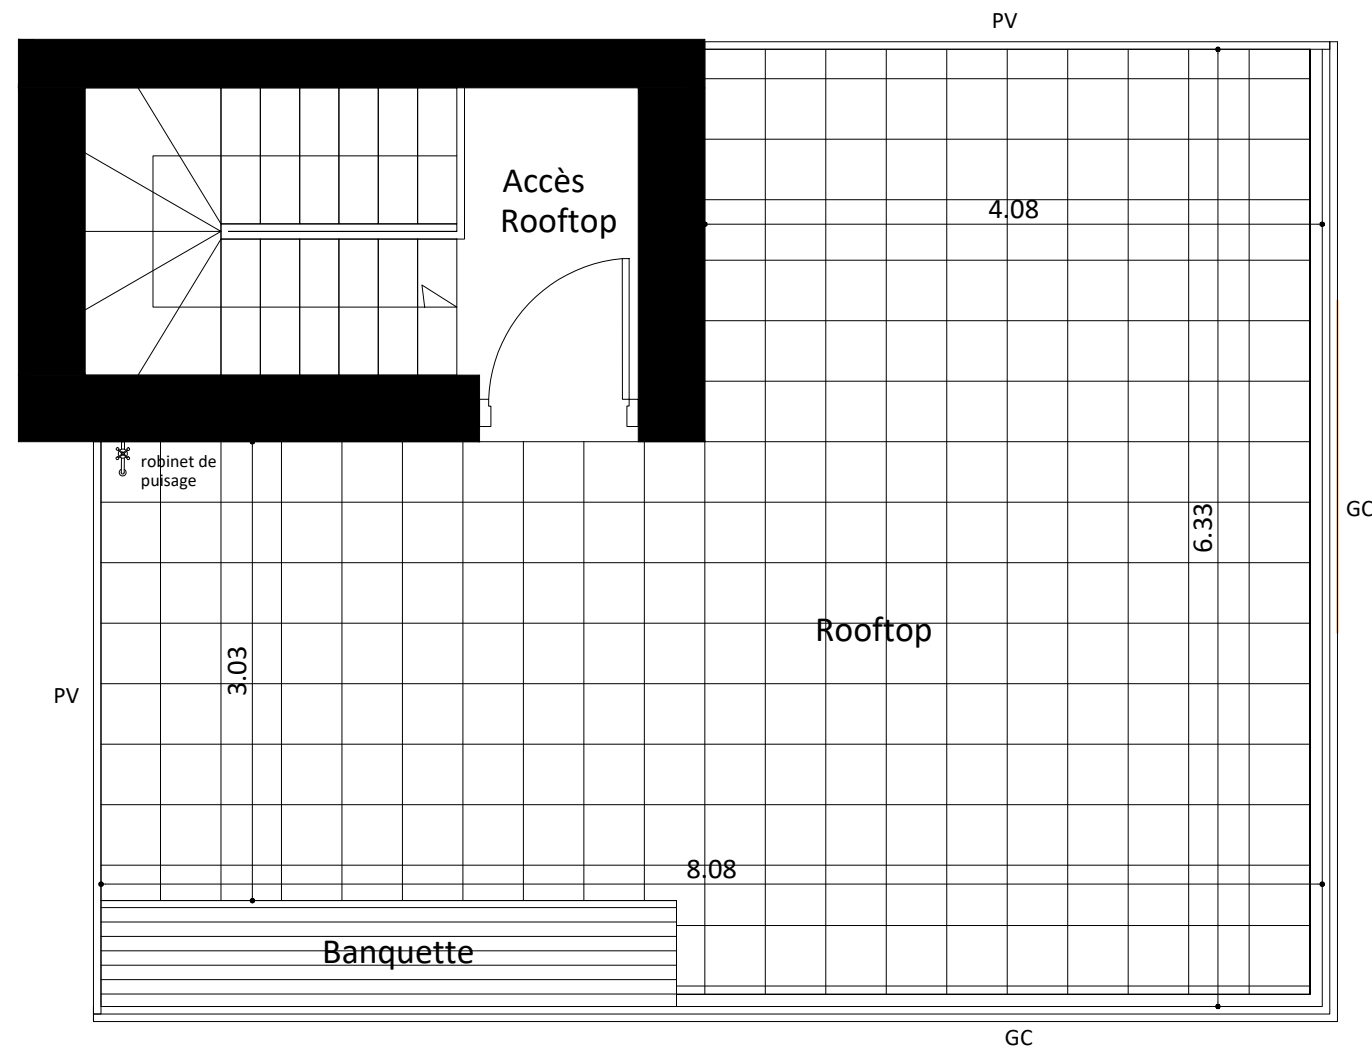 PV
Accès
Rooftop
4.08
robinet de
puisage
GC
6.33
Rooftop
3.03
PV
8.08
Banquette
GC